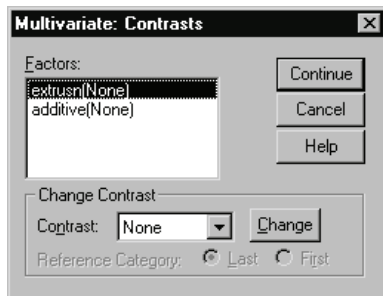 Multivariate: Contrasts
Factors:
extrusn(None)
additive(None)
Continue
Cancel
Help
Change Contrast
Contrast: None Change
Reference Category: Last First